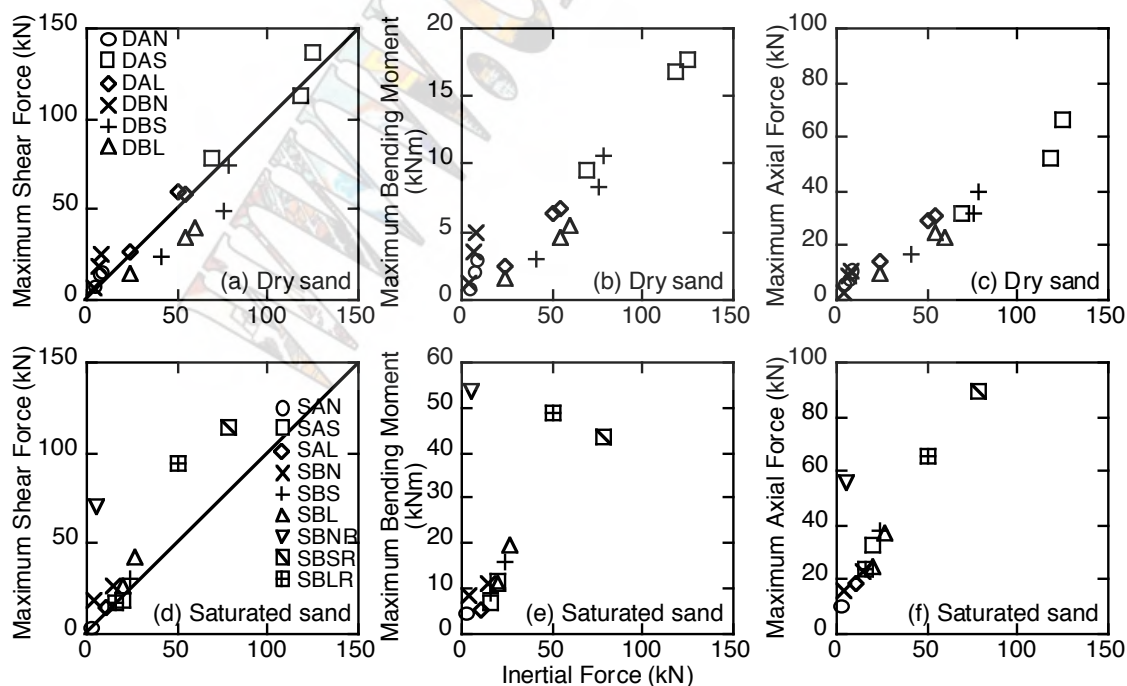 Maximum Shear Force (kN)
150
100
50
0
DAN
DAS
DAL
DBN
DBS
DBL
(a) Dry sand
0 50 100 150
Maximum Bending Moment
(kNm)
20
15
10
5
0
(b) Dry sand
0 50 100 150
Maximum Axial Force (kN)
100
80
60
40
20
0
(c) Dry sand
0 50 100 150
Maximum Shear Force (kN)
150
100
50
0
SAN
SAS
SAL
SBN
SBS
SBL
SBNR
SBSR
SBLR
(d) Saturated sand
0 50 100 150
Maximum Bending Moment
(kNm)
60
50
40
30
20
10
0
(e) Saturated sand
0 50 100 150
Inertial Force (kN)
Maximum Axial Force (kN)
100
80
60
40
20
0
(f) Saturated sand
0 50 100 150